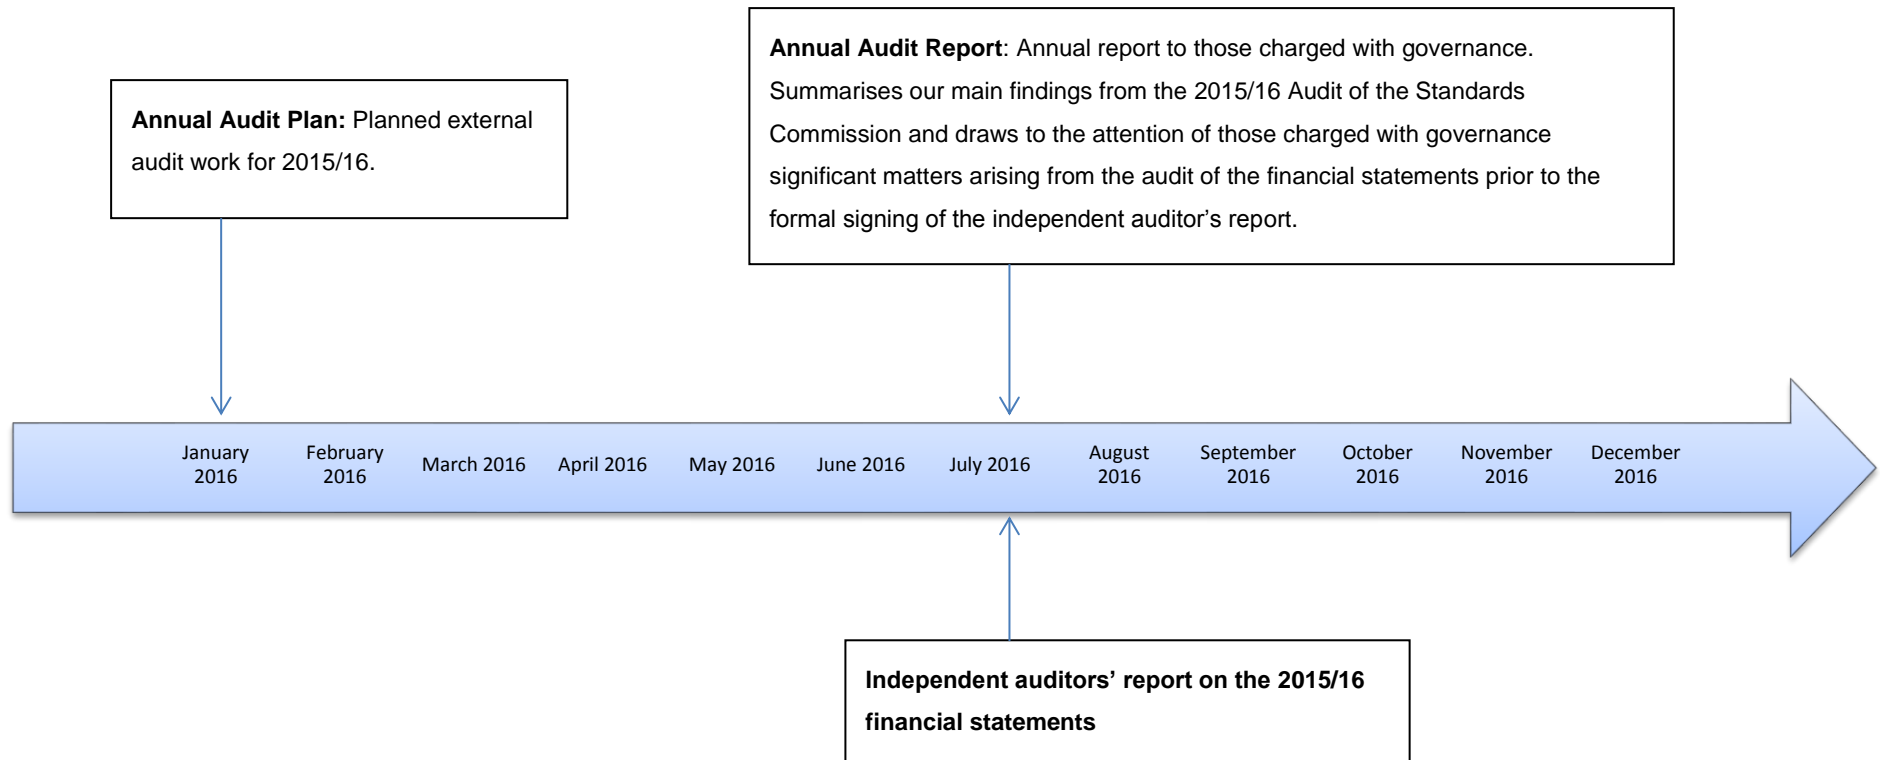 Annual Audit Report: Annual report to those charged with governance.
Summarises our main findings from the 2015/16 Audit of the Standards
Commission and draws to the attention of those charged with governance
significant matters arising from the audit of the financial statements prior to the
formal signing of the independent auditor’s report.
Annual Audit Plan: Planned external
audit work for 2015/16.
January
2016
February
2016
March 2016
April 2016
May 2016
June 2016
July 2016
August
2016
September
2016
October
2016
November
2016
December
2016
Independent auditors’ report on the 2015/16
financial statements